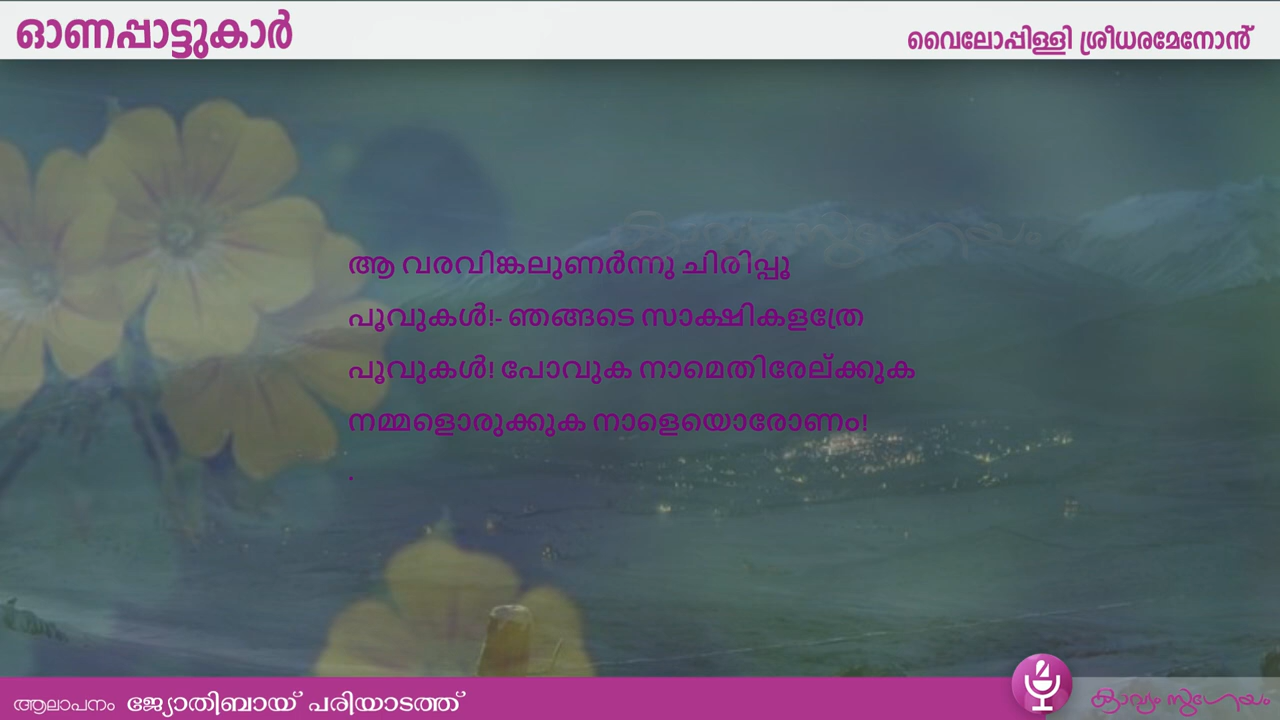 ഓണപ്പാട്ടുകാർ
വൈലോപ്പിള്ളി ശ്രീധരമേനോൻ
ആ വരവിങ്കലുണർന്നു ചിരിപ്പൂ
പൂവുകൾ!- ഞങ്ങടെ സാക്ഷികളത്രേ
പൂവുകൾ! പോവുക നാമെതിരേല്ക്കുക
നമ്മളൊരുക്കുക നാളെയൊരോണം!
.
ആലാപനം ജ്യോതിബായ് പരിയാടത്ത്
കാവ്യം സുഗേയം